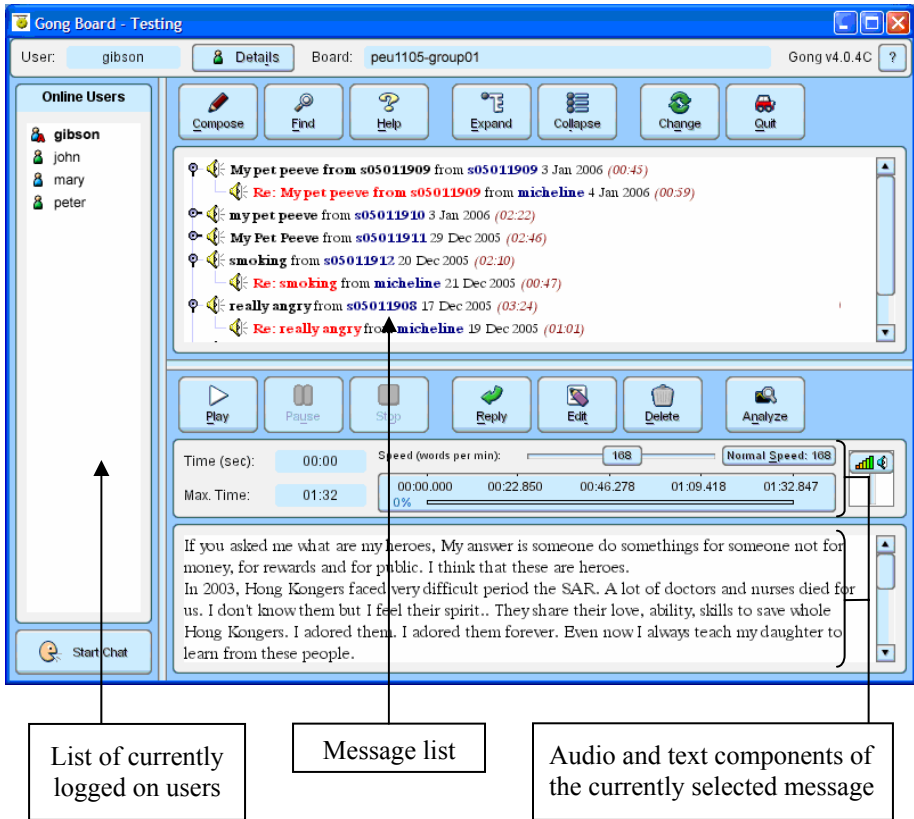 Gong Board - Testing
User: gibson Details Board: peu1105-group01 Gong v4.0.4C ?
Online Users
gibson
john
mary
peter
Start Chat
Compose Find Help Expand Collapse Change Quit
My pet peeve from s05011909 from s05011909 3 Jan 2006 (00:45)
Re: My pet peeve from s05011909 from micheline 4 Jan 2006 (00:59)
my pet peeve from s05011910 3 Jan 2006 (02:22)
My Pet Peeve from s05011911 29 Dec 2005 (02:46)
smoking from s05011912 20 Dec 2005 (02:10)
Re: smoking from micheline 21 Dec 2005 (00:47)
really angry from s05011908 17 Dec 2005 (03:24)
Re: really angry from micheline 19 Dec 2005 (01:01)
Play Pause Stop Reply Edit Delete Analyze
Time (sec): 00:00 Speed (words per min): 168 Normal Speed: 168
Max. Time: 01:32 00:00.000 00:22.850 00:46.278 01:09.418 01:32.847
0%
If you asked me what are my heroes, My answer is someone do somethings for someone not for
money, for rewards and for public. I think that these are heroes.
In 2003, Hong Kongers faced very difficult period the SAR. A lot of doctors and nurses died for
us. I don't know them but I feel their spirit.. They share their love, ability, skills to save whole
Hong Kongers. I adored them. I adored them forever. Even now I always teach my daughter to
learn from these people.
List of currently
logged on users
Message list
Audio and text components of
the currently selected message